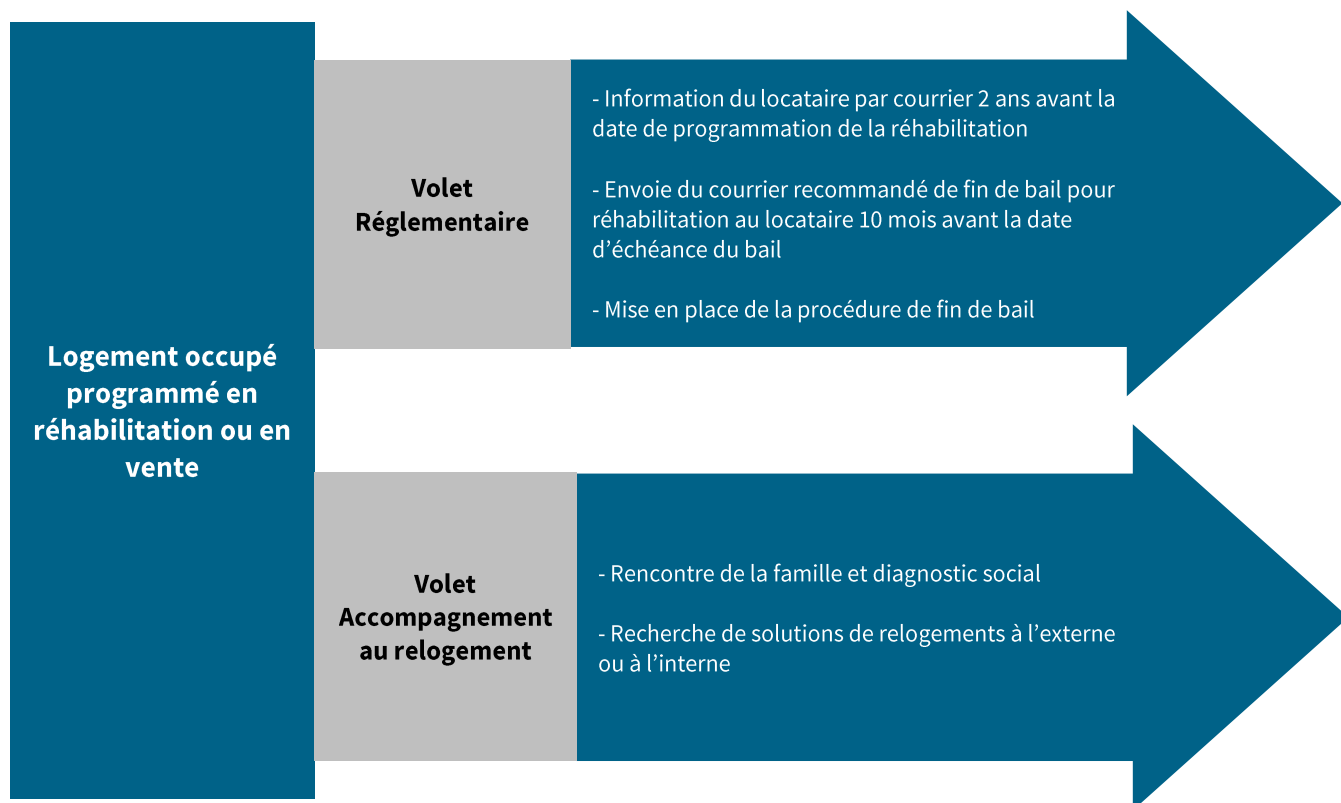 Logement occupé
programmé en
réhabilitation ou en
vente
Volet
Réglementaire
- Information du locataire par courrier 2 ans avant la
date de programmation de la réhabilitation
- Envoie du courrier recommandé de fin de bail pour
réhabilitation au locataire 10 mois avant la date
d’échéance du bail
- Mise en place de la procédure de fin de bail
Volet
Accompagnement
au relogement
- Rencontre de la famille et diagnostic social
- Recherche de solutions de relogements à l’externe
ou à l’interne